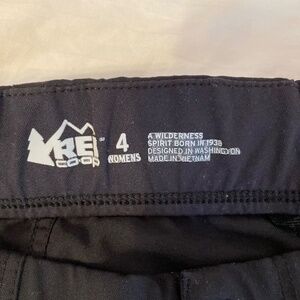 REI
CO·OP
4
WOMENS
A WILDERNESS
SPIRIT BORN IN 1938
DESIGNED IN WASHINGTON
MADE IN VIETNAM